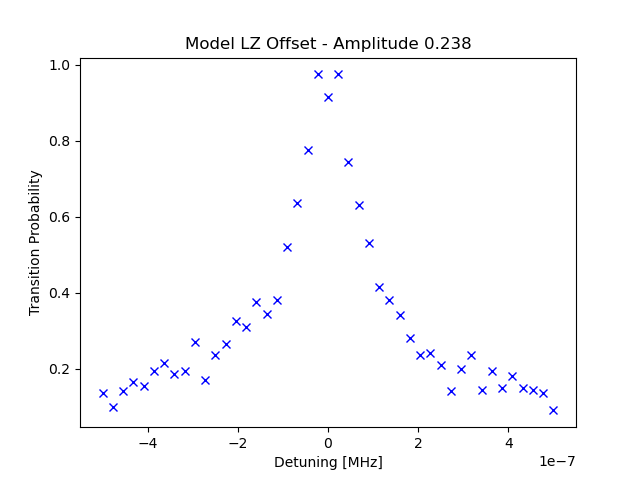 Model LZ Offset - Amplitude 0.238
Transition Probability
1.0
0.8
0.6
0.4
0.2
−4 −2 0 2 4
1e−7
Detuning [MHz]